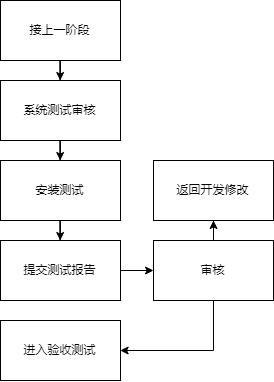 接上一阶段
系统测试审核
安装测试
返回开发修改
提交测试报告
审核
进入验收测试